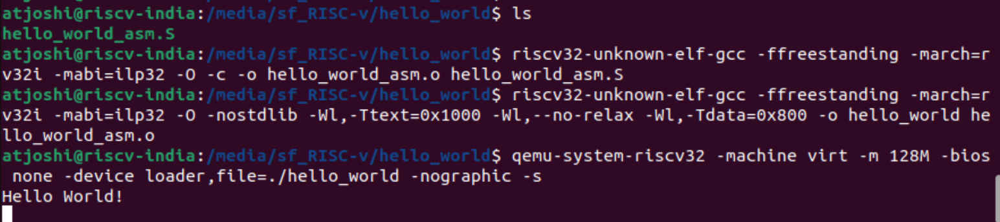 atjoshi@riscv-india:/media/sf_RISC-v/hello_world$ ls
hello_world_asm.S
atjoshi@riscv-india:/media/sf_RISC-v/hello_world$ riscv32-unknown-elf-gcc -ffreestanding -march=r
v32i -mabi=ilp32 -O -c -o hello_world_asm.o hello_world_asm.S
atjoshi@riscv-india:/media/sf_RISC-v/hello_world$ riscv32-unknown-elf-gcc -ffreestanding -march=r
v32i -mabi=ilp32 -O -nostdlib -Wl,-Ttext=0x1000 -Wl,--no-relax -Wl,-Tdata=0x800 -o hello_world he
llo_world_asm.o
atjoshi@riscv-india:/media/sf_RISC-v/hello_world$ qemu-system-riscv32 -machine virt -m 128M -bios
 none -device loader,file=./hello_world -nographic -s
Hello World!